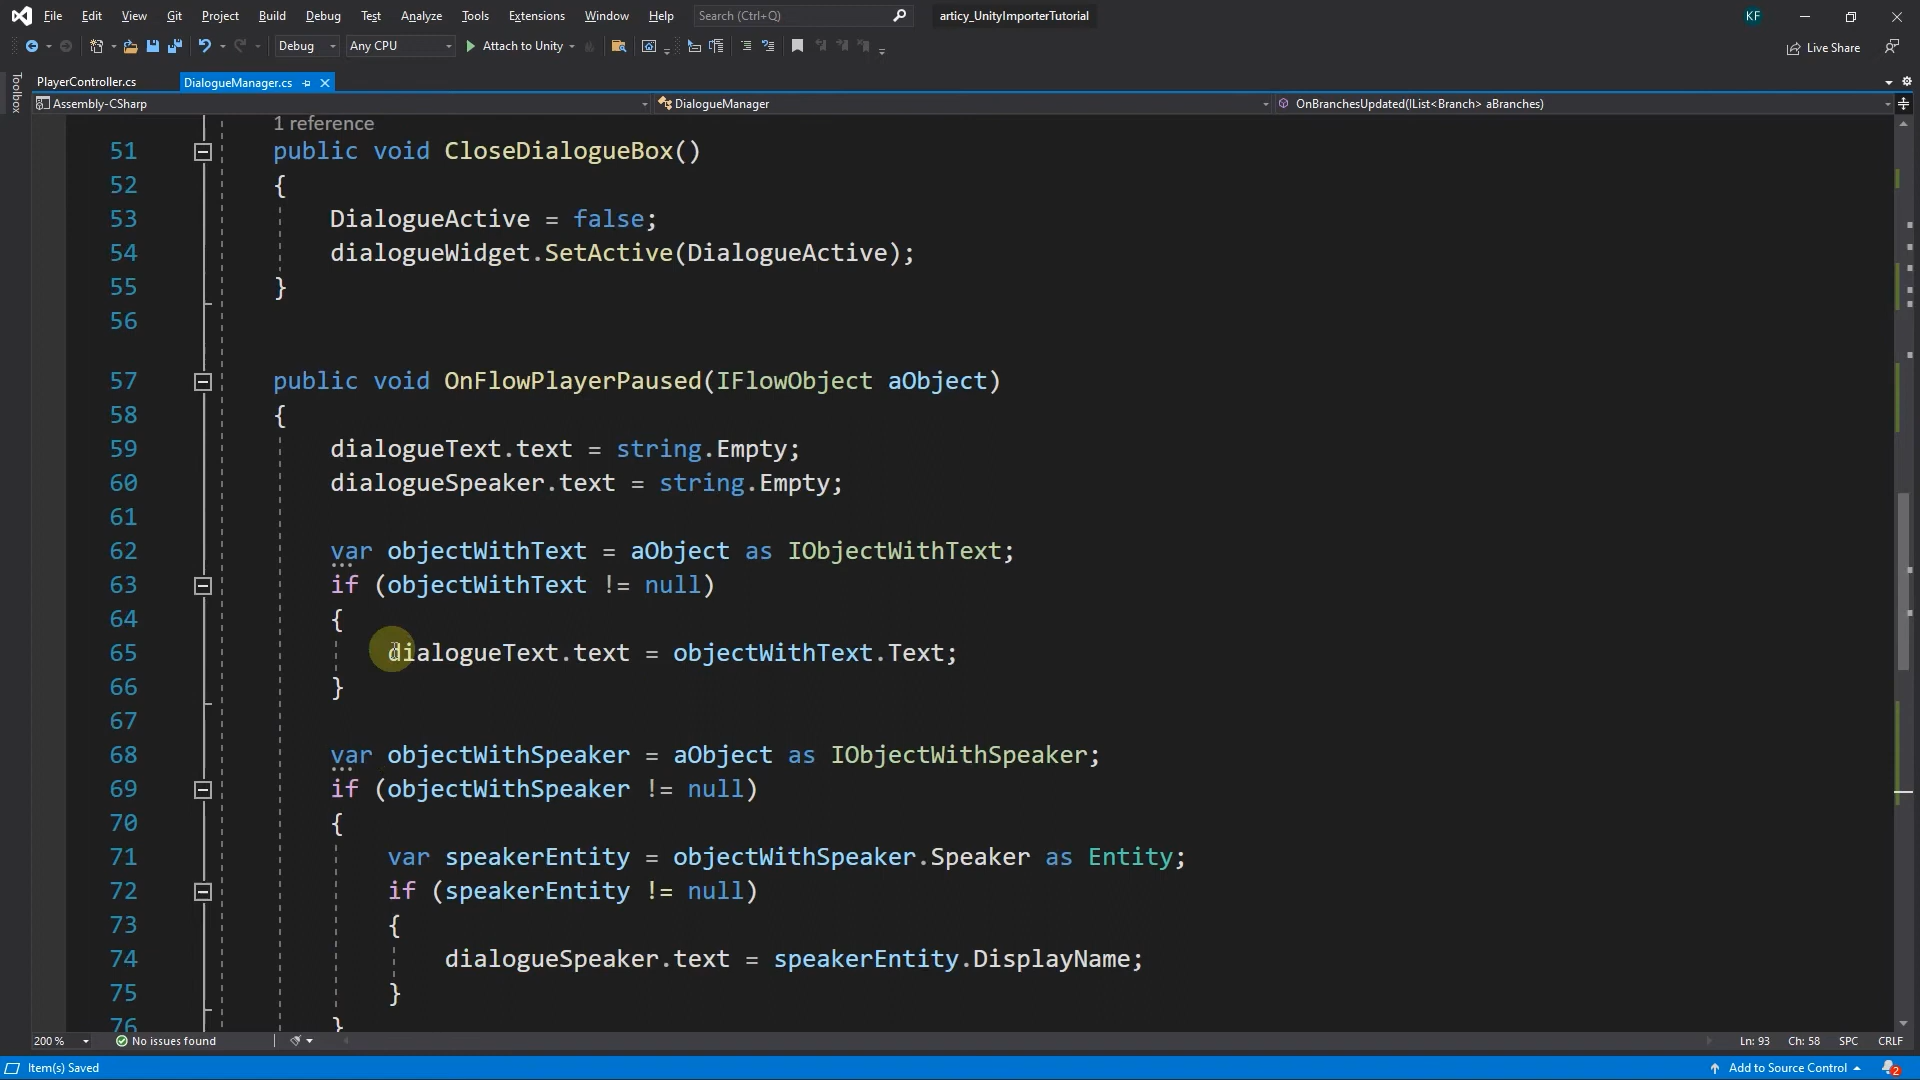 File Edit View Git Project Build Debug Test Analyze Tools Extensions Window Help Search (Ctrl+Q) articy_UnityImporterTutorial KF
Debug Any CPU Attach to Unity Live Share
Toolbox
PlayerController.cs DialogueManager.cs
Assembly-CSharp DialogueManager OnBranchesUpdated(IList<Branch> aBranches)
1 reference
51 public void CloseDialogueBox()
52 {
53 DialogueActive = false;
54 dialogueWidget.SetActive(DialogueActive);
55 }
56
57 public void OnFlowPlayerPaused(IFlowObject aObject)
58 {
59 dialogueText.text = string.Empty;
60 dialogueSpeaker.text = string.Empty;
61
62 var objectWithText = aObject as IObjectWithText;
63 if (objectWithText != null)
64 {
65 dialogueText.text = objectWithText.Text;
66 }
67
68 var objectWithSpeaker = aObject as IObjectWithSpeaker;
69 if (objectWithSpeaker != null)
70 {
71 var speakerEntity = objectWithSpeaker.Speaker as Entity;
72 if (speakerEntity != null)
73 {
74 dialogueSpeaker.text = speakerEntity.DisplayName;
75 }
76 }
200 % No issues found Ln: 93 Ch: 58 SPC CRLF
Item(s) Saved Add to Source Control 2